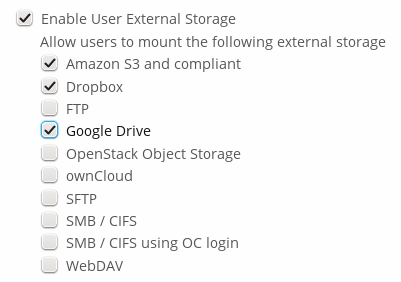 Enable User External Storage
Allow users to mount the following external storage
Amazon S3 and compliant
Dropbox
FTP
Google Drive
OpenStack Object Storage
ownCloud
SFTP
SMB / CIFS
SMB / CIFS using OC login
WebDAV